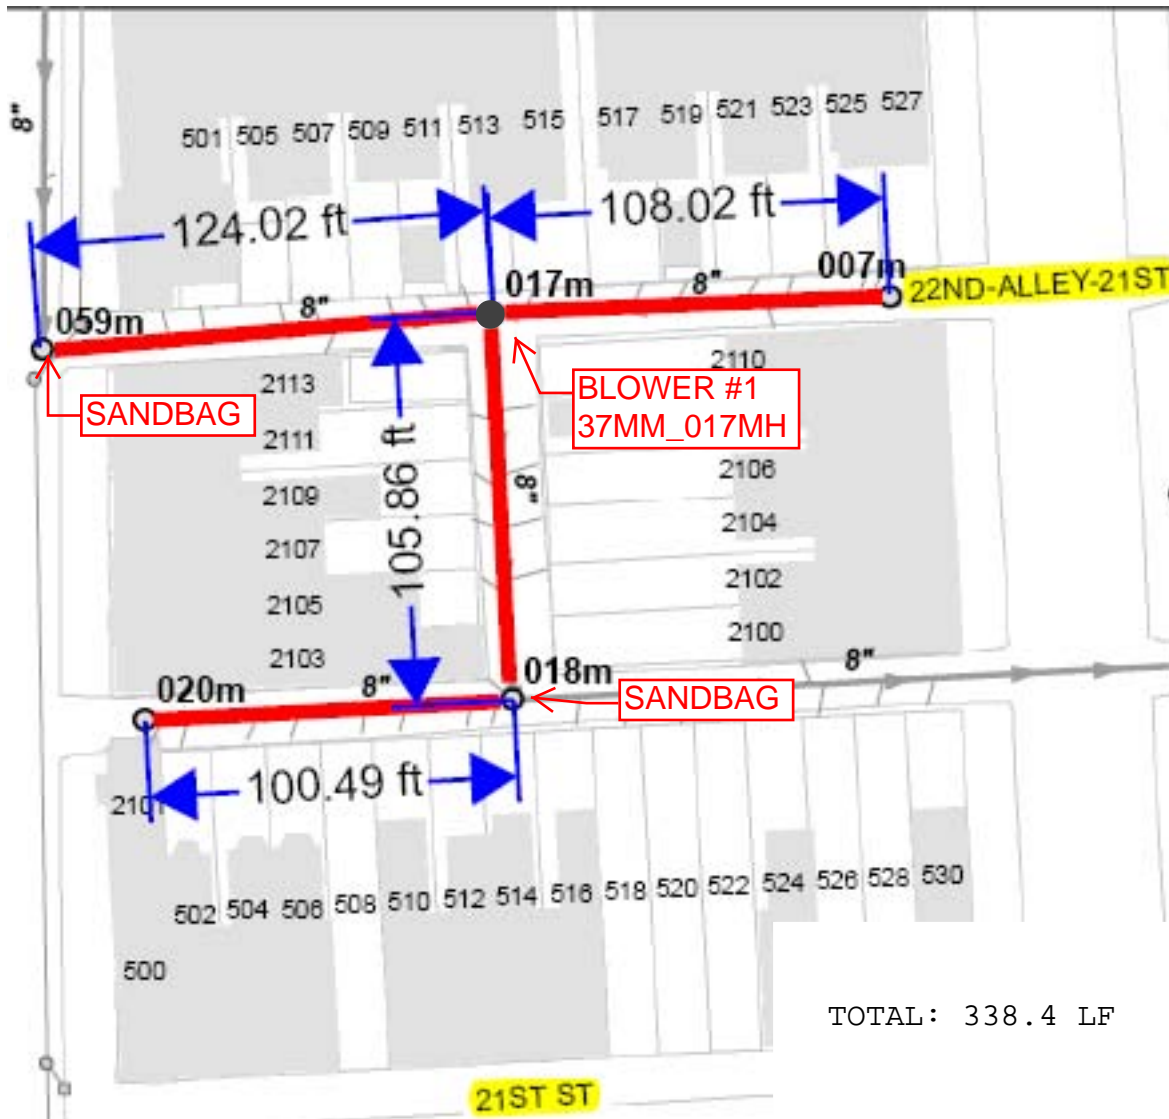 8"
501 505 507 509 511 513 515 517 519 521 523 525 527
124.02 ft
108.02 ft
017m
007m
8"
8"
22ND-ALLEY-21ST
059m
SANDBAG
BLOWER #1
37MM_017MH
2113
2111
2109
2107
2105
2103
105.86 ft
8"
2110
2106
2104
2102
2100
8"
020m
8"
018m
SANDBAG
100.49 ft
2101
502 504 506 508 510 512 514 516 518 520 522 524 526 528 530
500
TOTAL: 338.4 LF
21ST ST